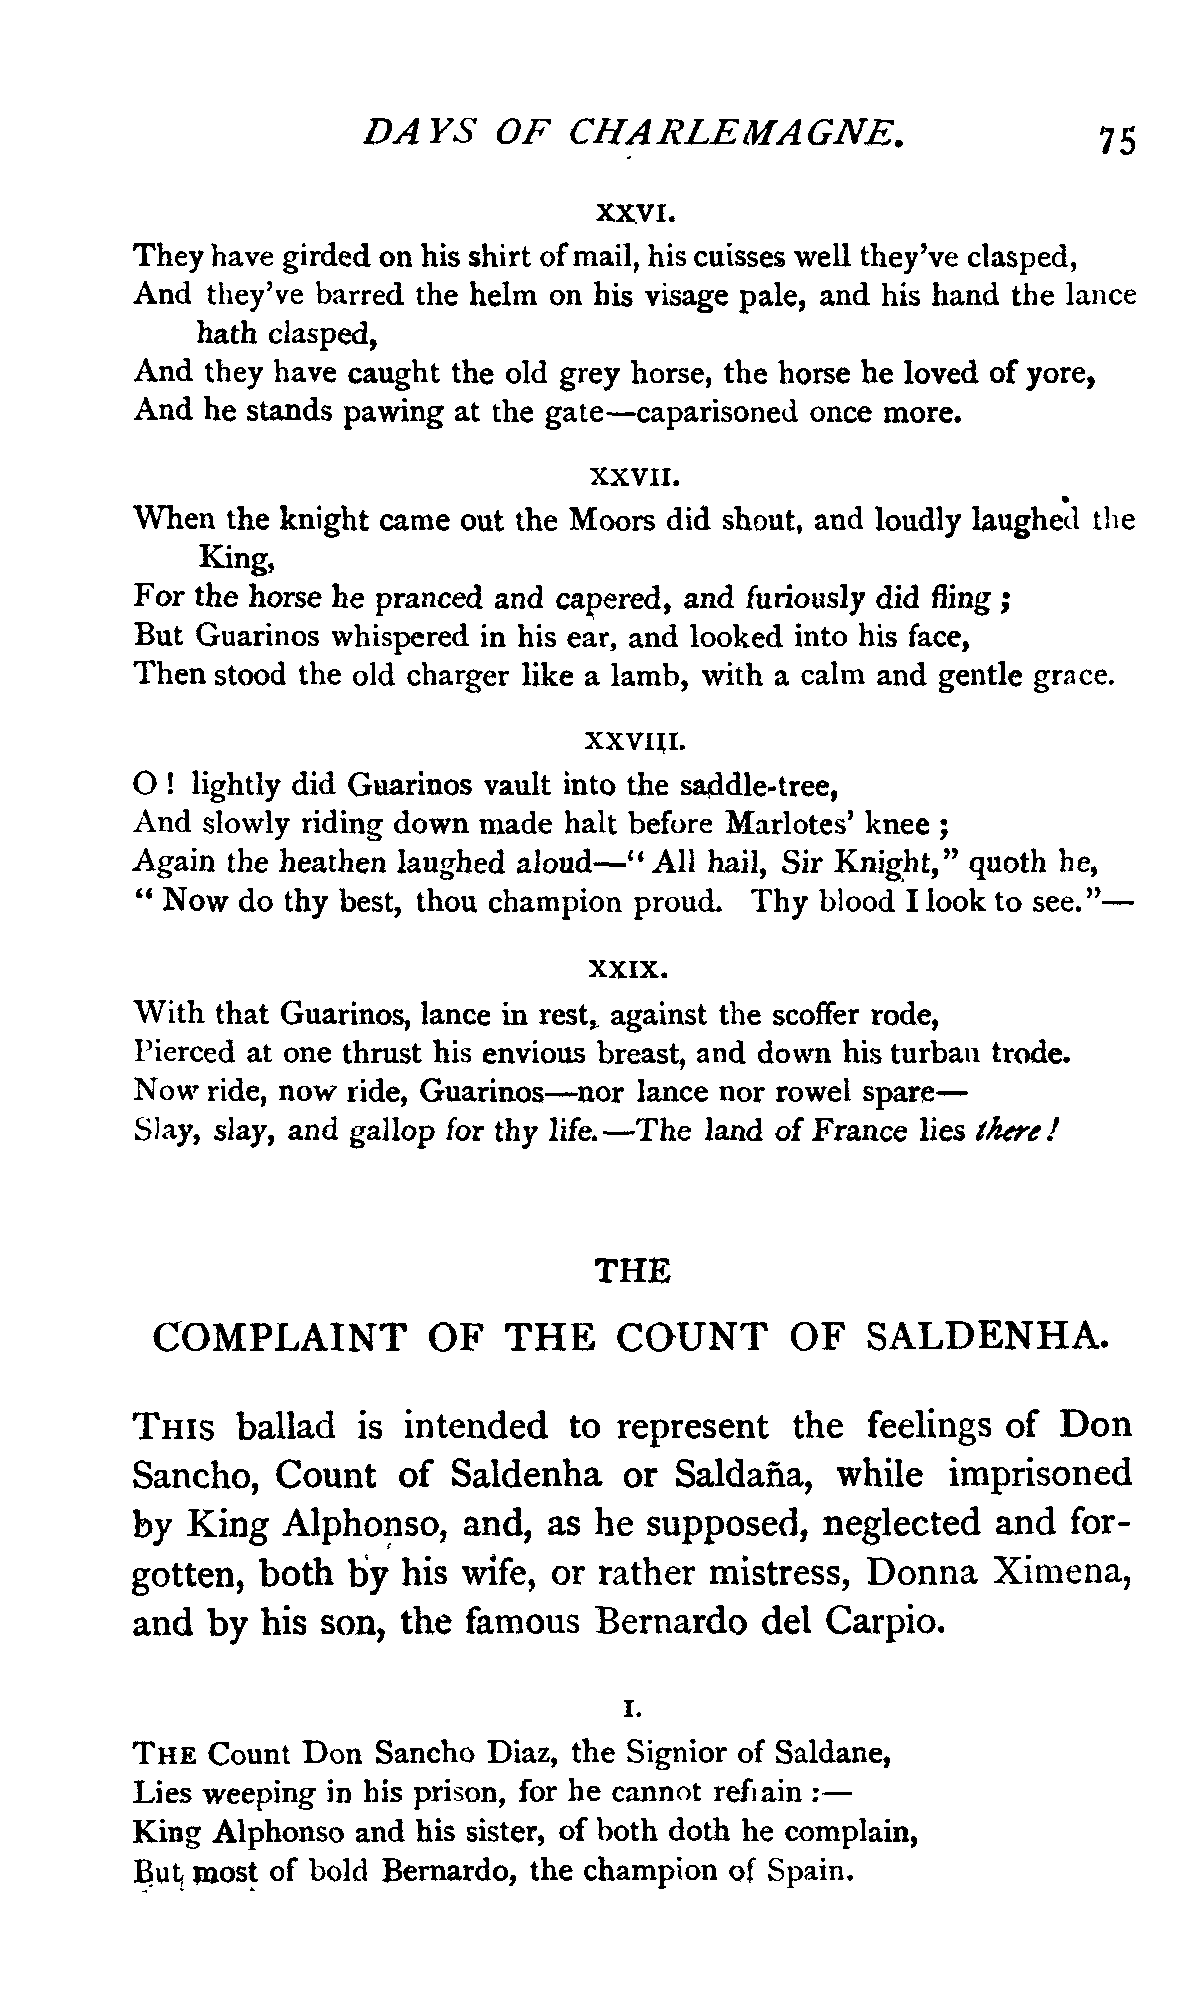 DAYS OF CHARLEMAGNE. 75
XXVI.
They have girded on his shirt of mail, his cuisses well they've clasped,
And they've barred the helm on his visage pale, and his hand the lance
hath clasped,
And they have caught the old grey horse, the horse he loved of yore,
And he stands pawing at the gate—caparisoned once more.
XXVII.
When the knight came out the Moors did shout, and loudly laughed the
King,
For the horse he pranced and capered, and furiously did fling ;
But Guarinos whispered in his ear, and looked into his face,
Then stood the old charger like a lamb, with a calm and gentle grace.
XXVIII.
O ! lightly did Guarinos vault into the saddle-tree,
And slowly riding down made halt before Marlotes' knee ;
Again the heathen laughed aloud—“ All hail, Sir Knight,” quoth he,
“ Now do thy best, thou champion proud. Thy blood I look to see.”—
XXIX.
With that Guarinos, lance in rest, against the scoffer rode,
Pierced at one thrust his envious breast, and down his turban trode.
Now ride, now ride, Guarinos—nor lance nor rowel spare—
Slay, slay, and gallop for thy life.—The land of France lies there !
THE
COMPLAINT OF THE COUNT OF SALDENHA.
THIS ballad is intended to represent the feelings of Don
Sancho, Count of Saldenha or Saldaña, while imprisoned
by King Alphonso, and, as he supposed, neglected and for-
gotten, both by his wife, or rather mistress, Donna Ximena,
and by his son, the famous Bernardo del Carpio.
I.
THE Count Don Sancho Diaz, the Signior of Saldane,
Lies weeping in his prison, for he cannot refrain :—
King Alphonso and his sister, of both doth he complain,
But most of bold Bernardo, the champion of Spain.